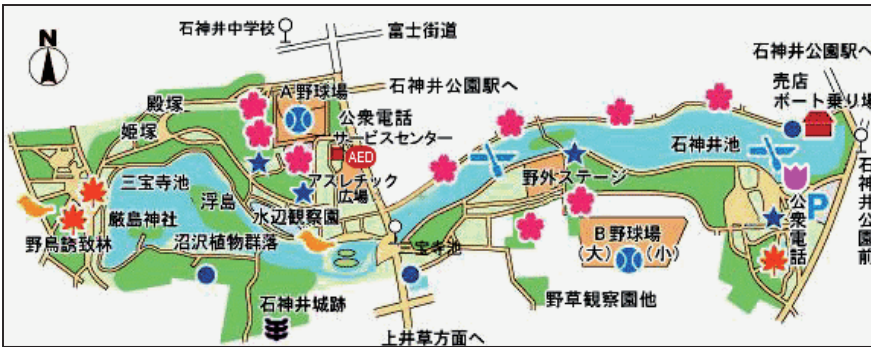 石神井中学校
富士街道
N
石神井公園駅へ
石神井公園駅へ
売店
ボート乗り場
殿塚
A野球場
公衆電話
サービスセンター
AED
姫塚
石神井池
三宝寺池
アスレチック
広場
野外ステージ
浮島
厳島神社
水辺観察園
石神井公園前
P
公衆電話
野鳥誘致林
沼沢植物群落
三宝寺池
B野球場
(大)
(小)
石神井城跡
野草観察園他
上井草方面へ